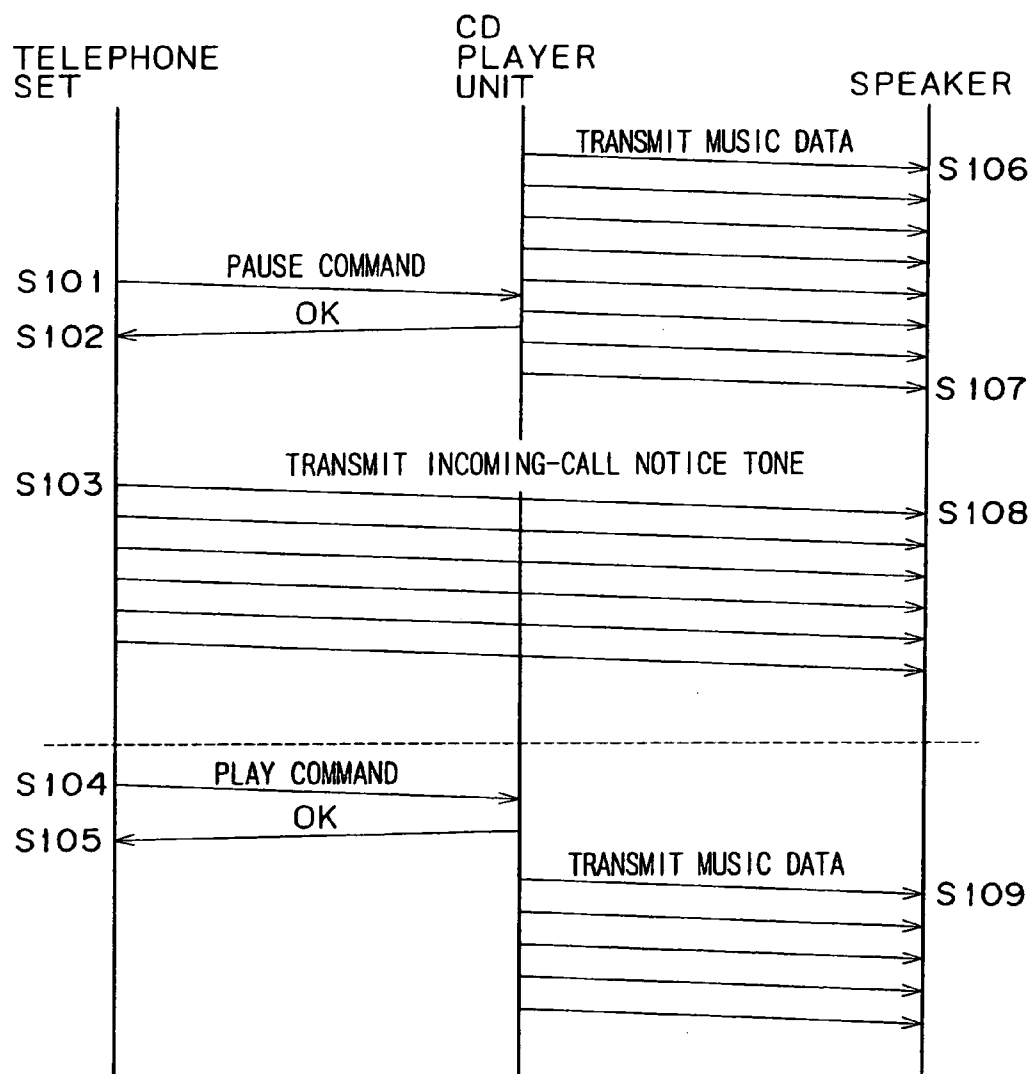 TELEPHONE
SET
CD
PLAYER
UNIT
SPEAKER
TRANSMIT MUSIC DATA
S106
S101
PAUSE COMMAND
OK
S102
S107
TRANSMIT INCOMING-CALL NOTICE TONE
S103
S108
S104
PLAY COMMAND
OK
S105
TRANSMIT MUSIC DATA
S109